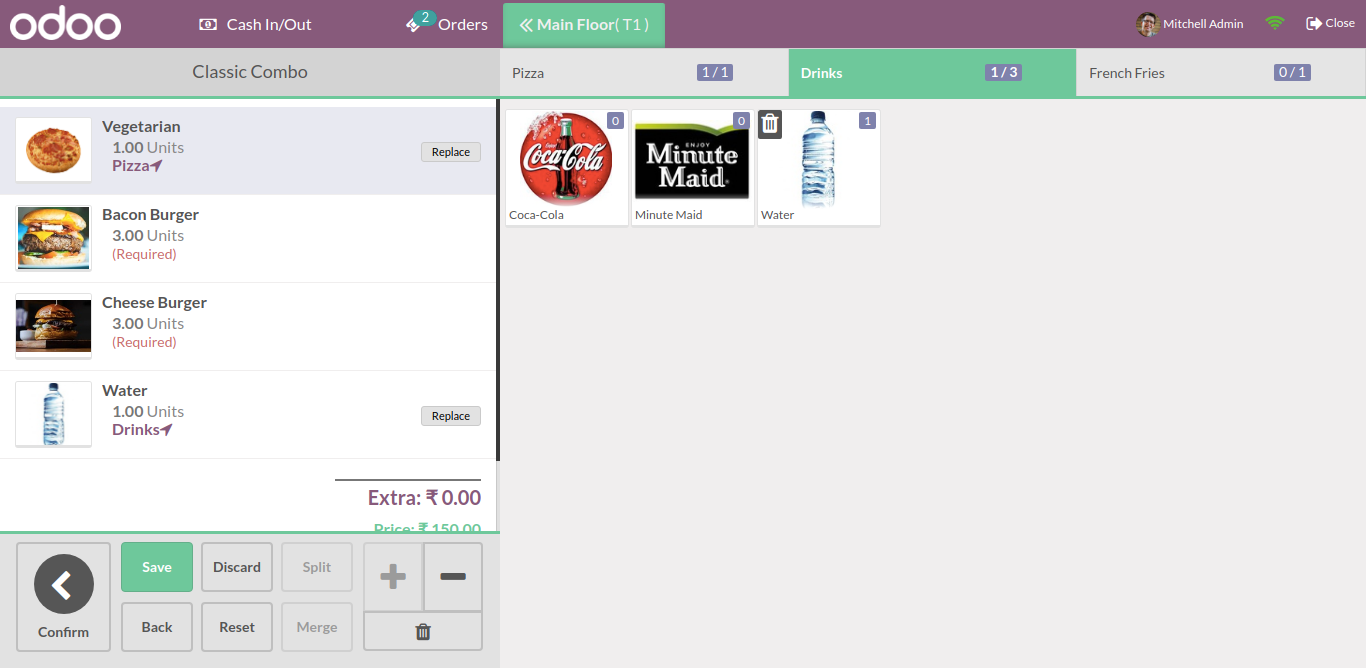 odoo
Cash In/Out
2
Orders
Main Floor( T1 )
Mitchell Admin
Close
Classic Combo
Pizza
1 / 1
Drinks
1 / 3
French Fries
0 / 1
Vegetarian
1.00 Units
Pizza
Replace
Bacon Burger
3.00 Units
(Required)
Cheese Burger
3.00 Units
(Required)
Water
1.00 Units
Drinks
Replace
Extra: ₹ 0.00
Price: ₹ 150.00
0
Coca-Cola
Coca-Cola
0
ENJOY
Minute
Maid
Minute Maid
1
Water
Confirm
Save
Discard
Split
Back
Reset
Merge